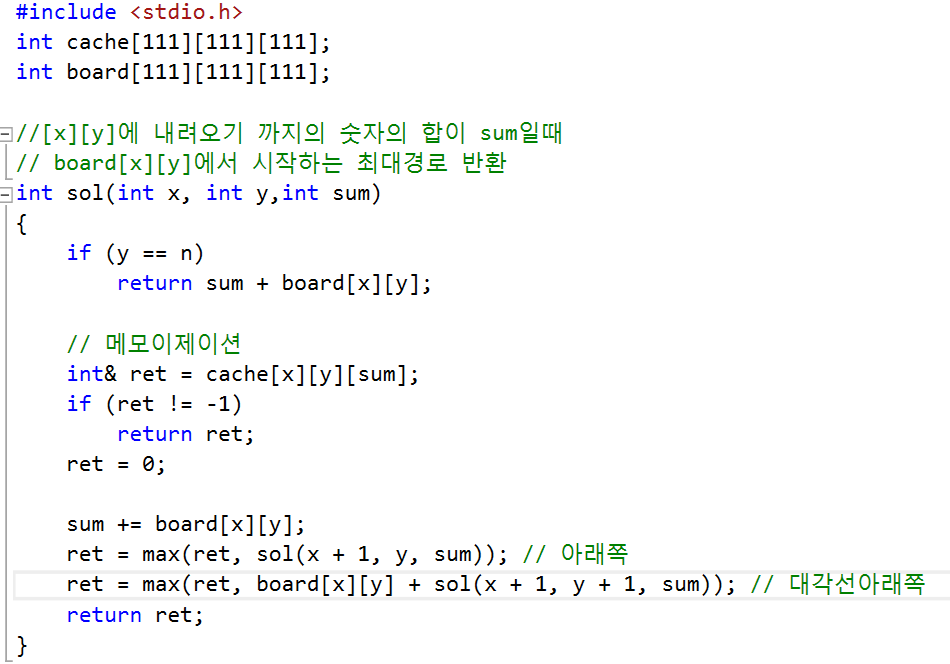 #include <stdio.h>
int cache[111][111][111];
int board[111][111][111];
//[x][y]에 내려오기 까지의 숫자의 합이 sum일때
// board[x][y]에서 시작하는 최대경로 반환
int sol(int x, int y,int sum)
{
    if (y == n)
        return sum + board[x][y];
    // 메모이제이션
    int& ret = cache[x][y][sum];
    if (ret != -1)
        return ret;
    ret = 0;
    sum += board[x][y];
    ret = max(ret, sol(x + 1, y, sum)); // 아래쪽
    ret = max(ret, board[x][y] + sol(x + 1, y + 1, sum)); // 대각선아래쪽
    return ret;
}